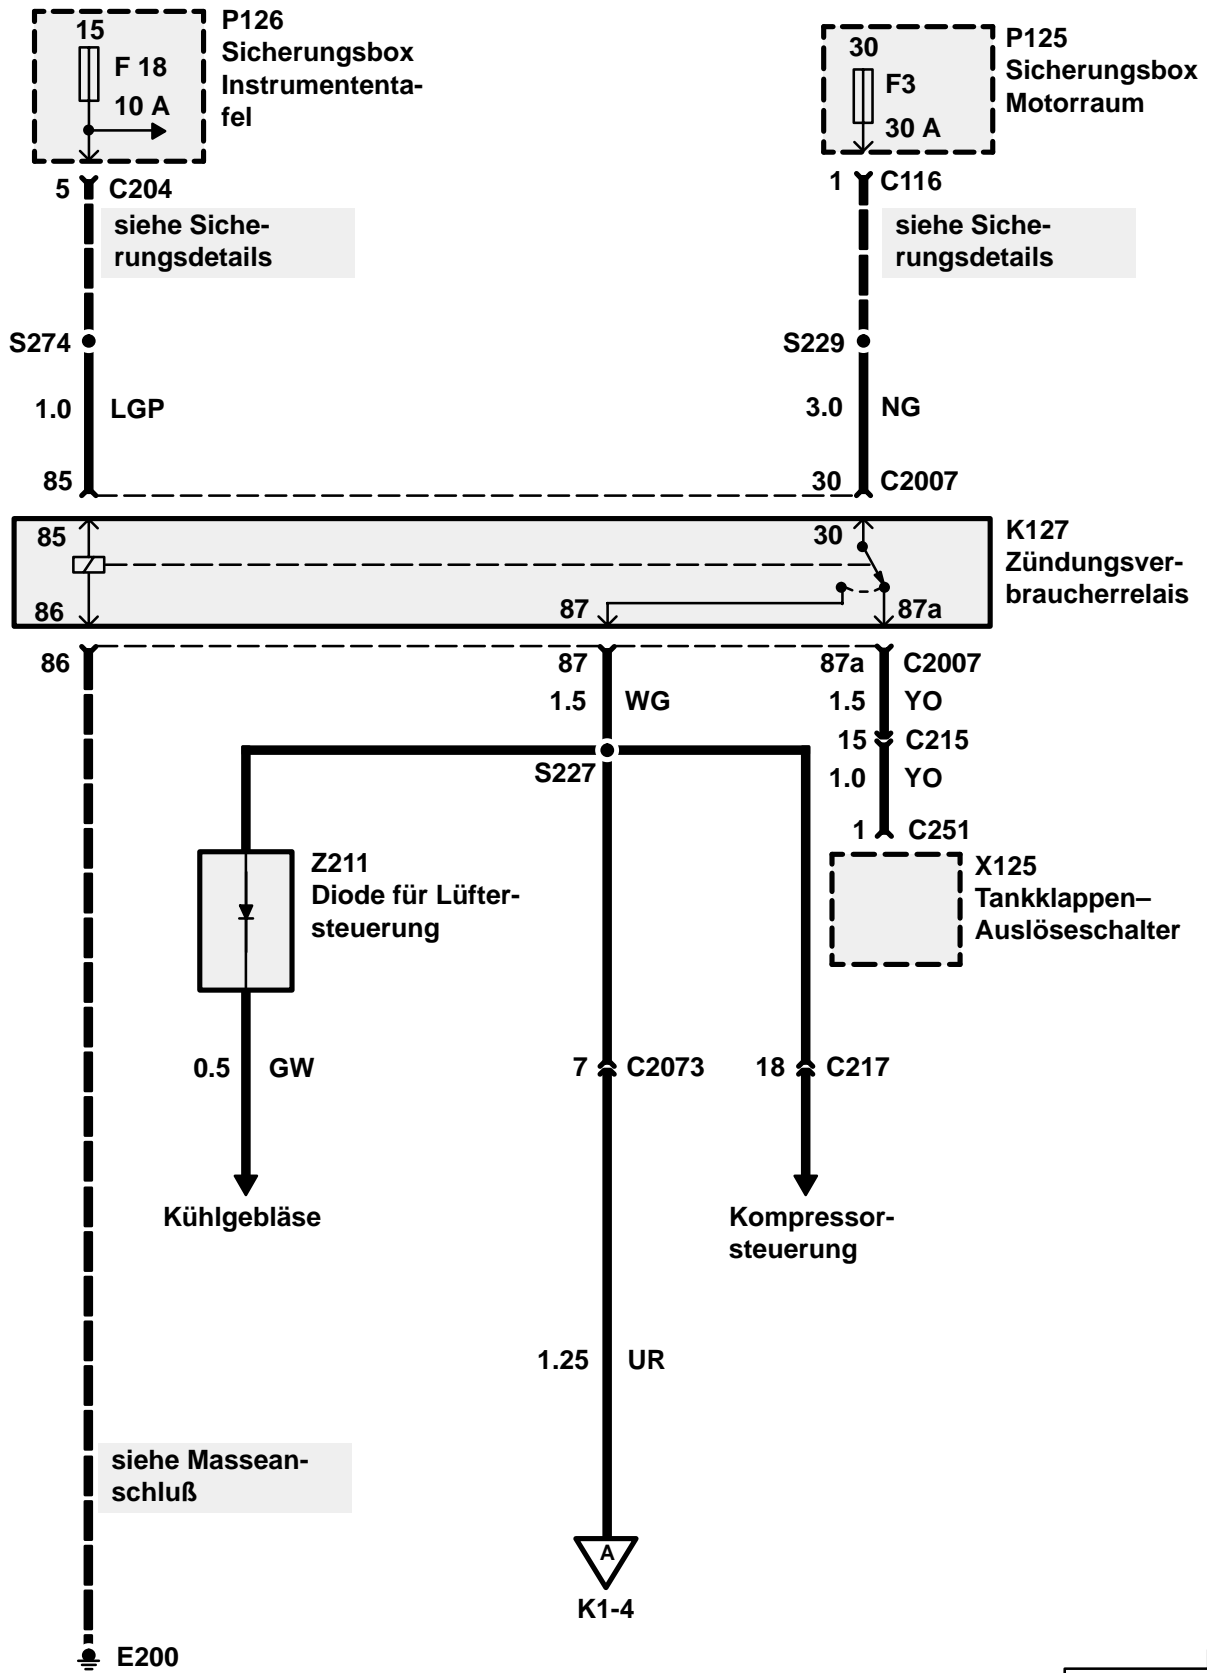 15
F 18
10 A
P126
Sicherungsbox
Instrumententa-
fel
30
F3
30 A
P125
Sicherungsbox
Motorraum
5 C204
siehe Siche-
rungsdetails
1 C116
siehe Siche-
rungsdetails
S274
S229
1.0 LGP
3.0 NG
85
30 C2007
85
30
K127
Zündungsver-
braucherrelais
86
87
87a
86
87
87a C2007
1.5 WG
1.5 YO
15 C215
S227
1.0 YO
1 C251
Z211
Diode für Lüfter-
steuerung
X125
Tankklappen–
Auslöseschalter
0.5 GW
7 C2073
18 C217
Kühlgebläse
Kompressor-
steuerung
1.25 UR
siehe Massean-
schluß
A
K1-4
E200